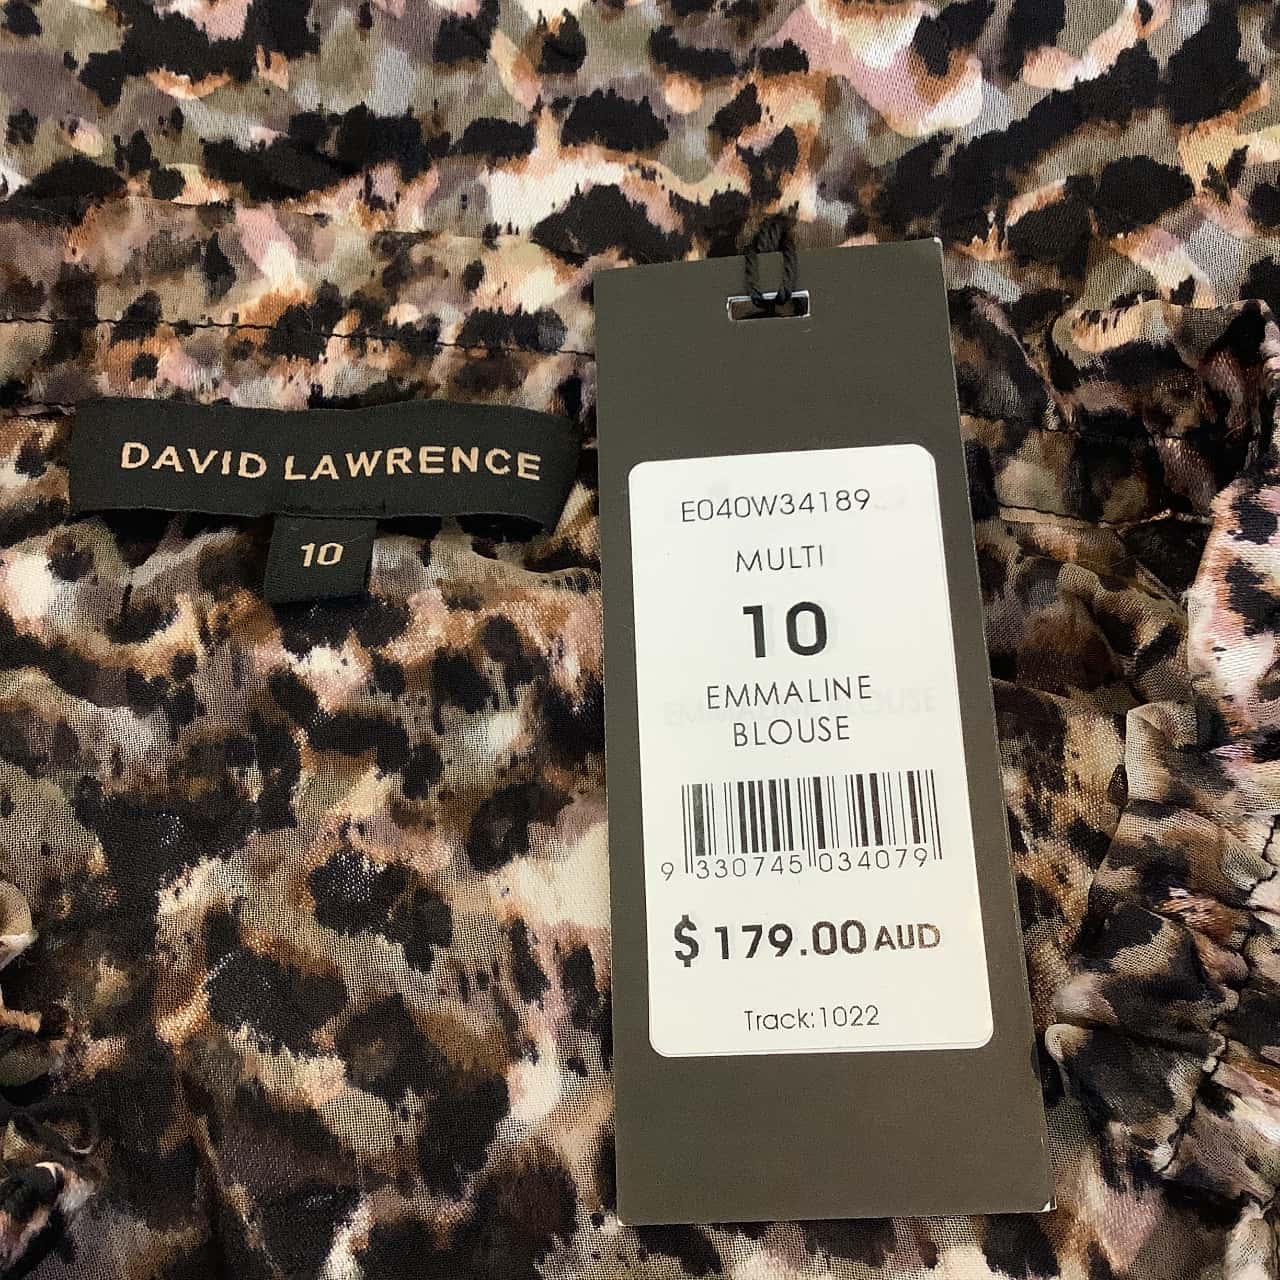 DAVID LAWRENCE
10
E040W34189
MULTI
10
EMMALINE
BLOUSE
9 330745 034079
$179.00 AUD
Track:1022